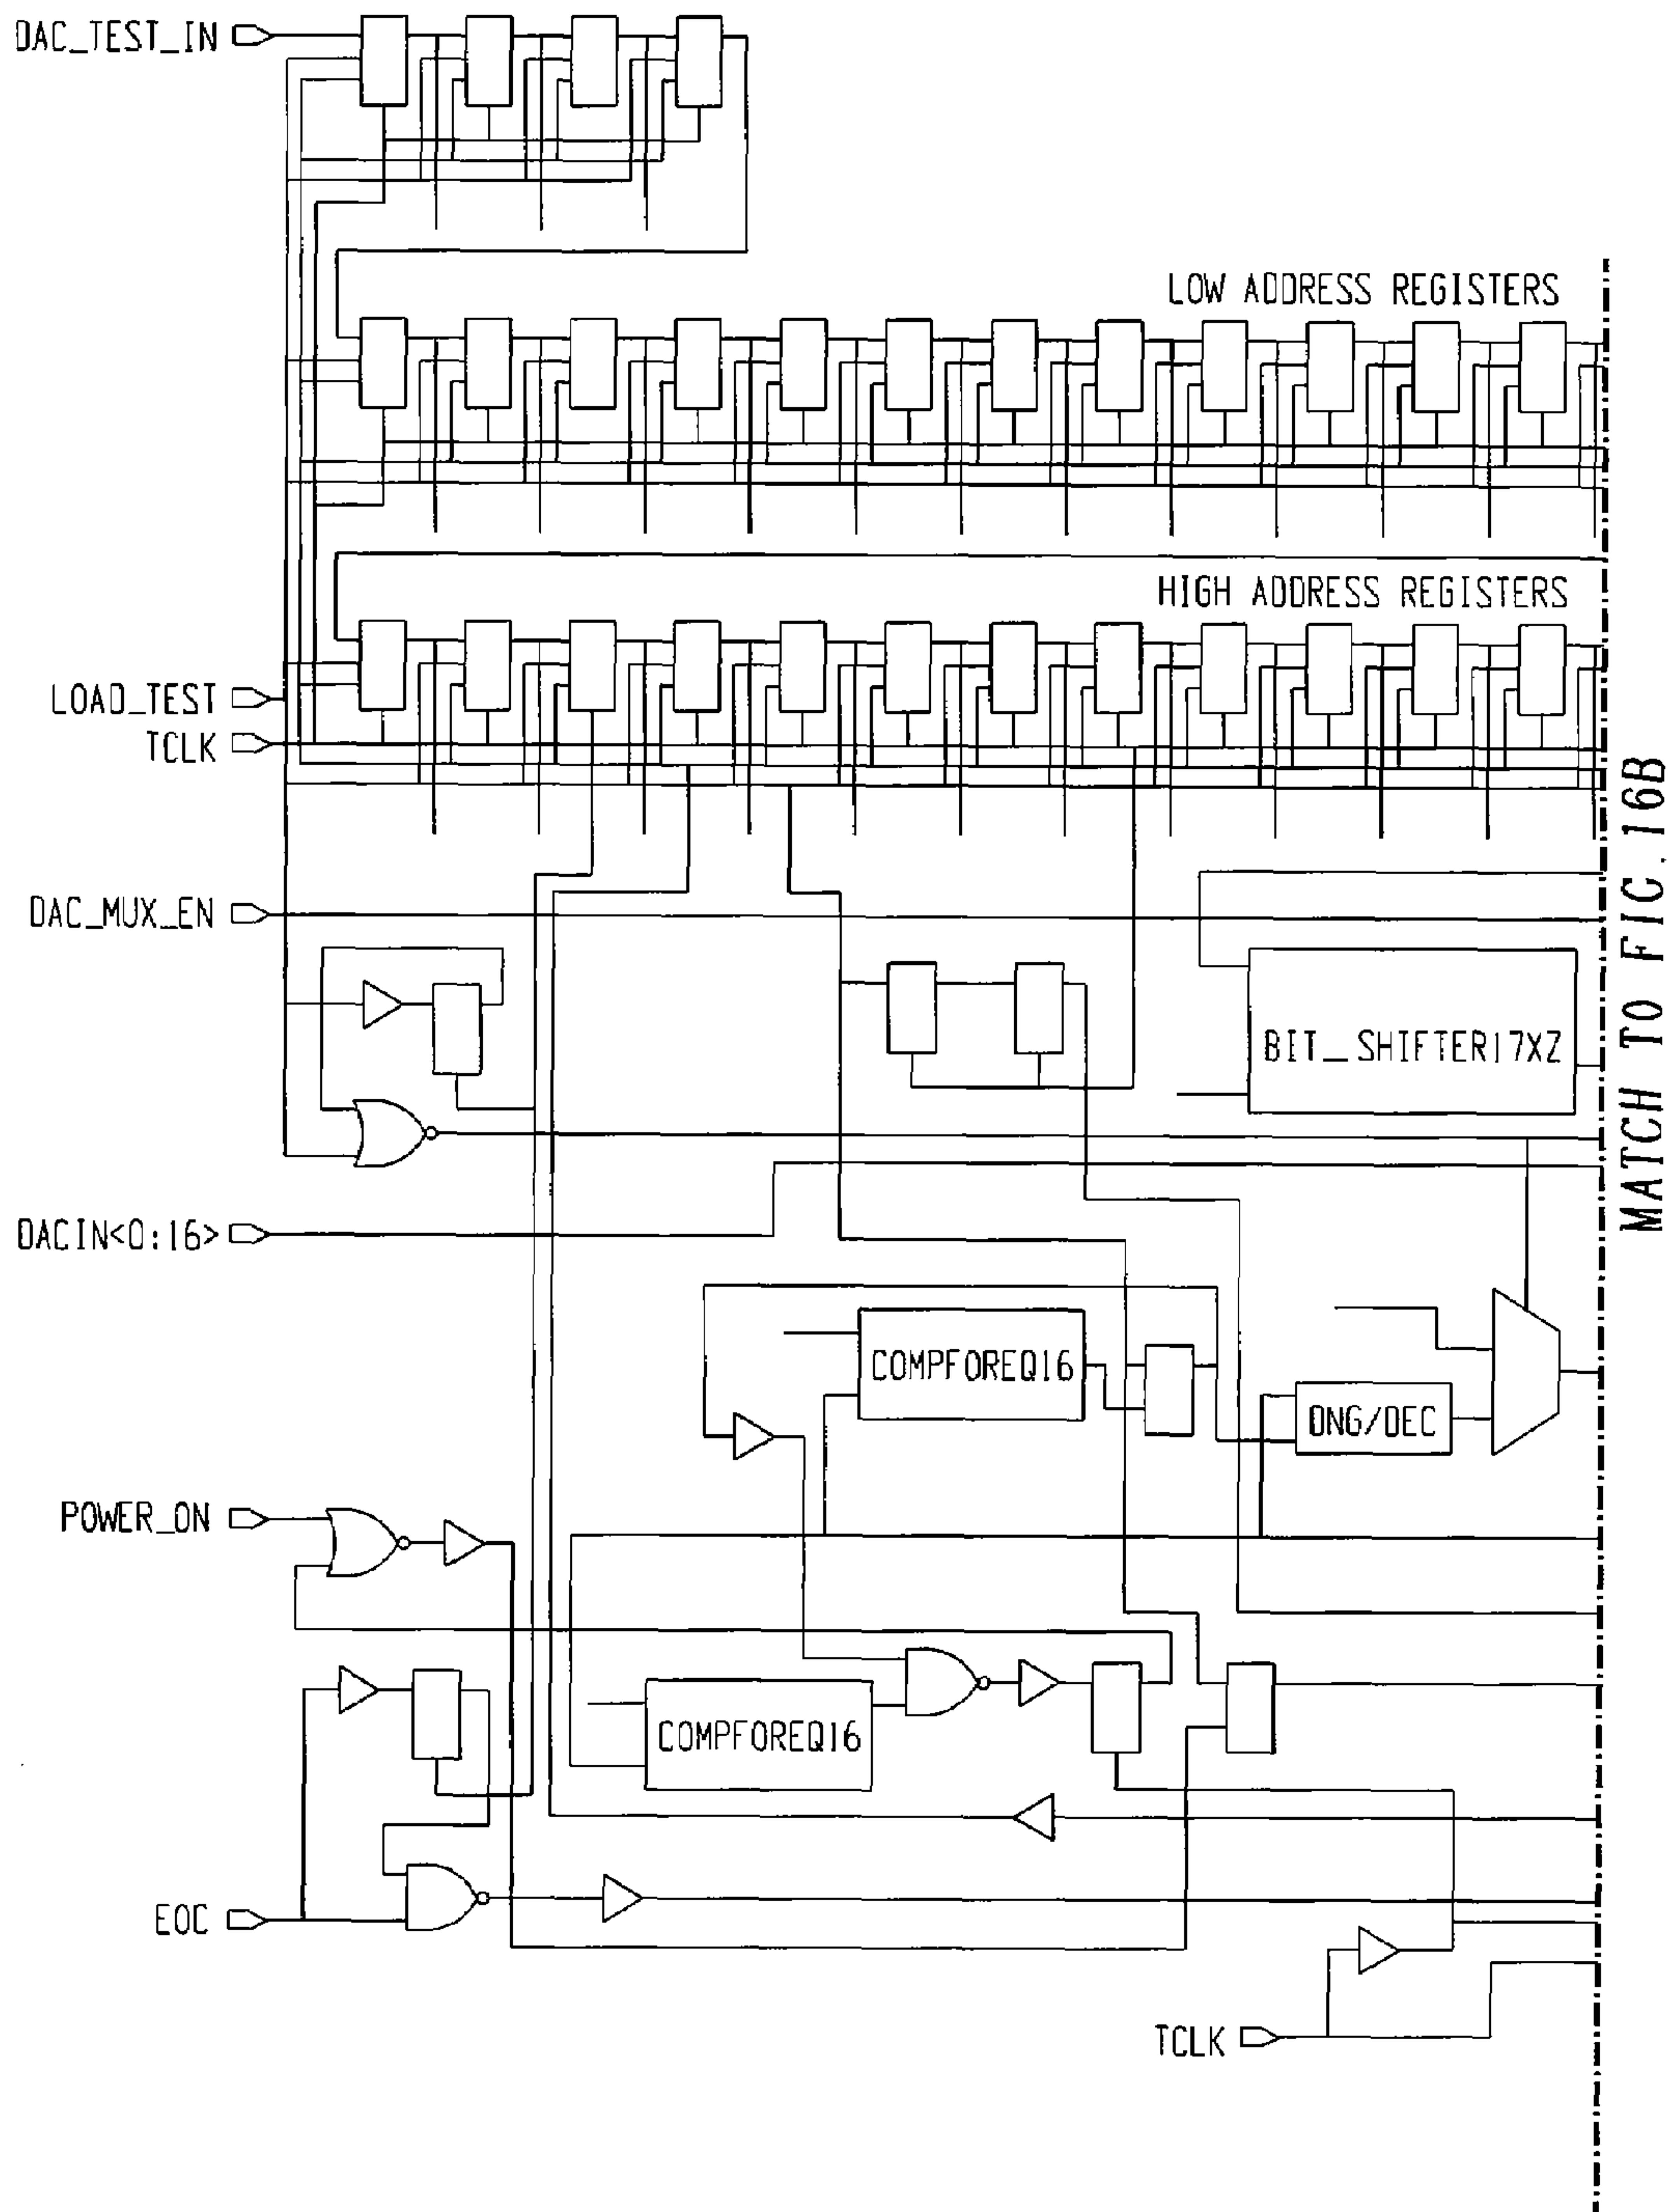 DAC_TEST_IN
LOW ADDRESS REGISTERS
HIGH ADDRESS REGISTERS
LOAD_TEST
TCLK
DAC_MUX_EN
BIT_SHIFTER17XZ
MATCH TO FIG.16B
DACIN<0:16>
COMPFOREQ16
DNG/DEC
POWER_ON
COMPFOREQ16
EOC
TCLK